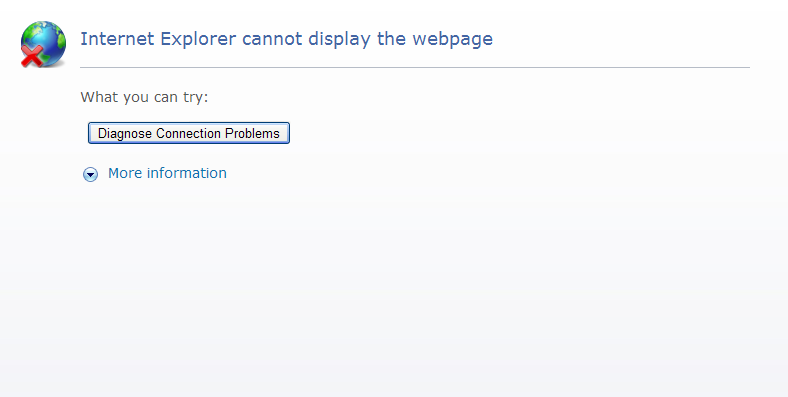 Internet Explorer cannot display the webpage
What you can try:
Diagnose Connection Problems
More information